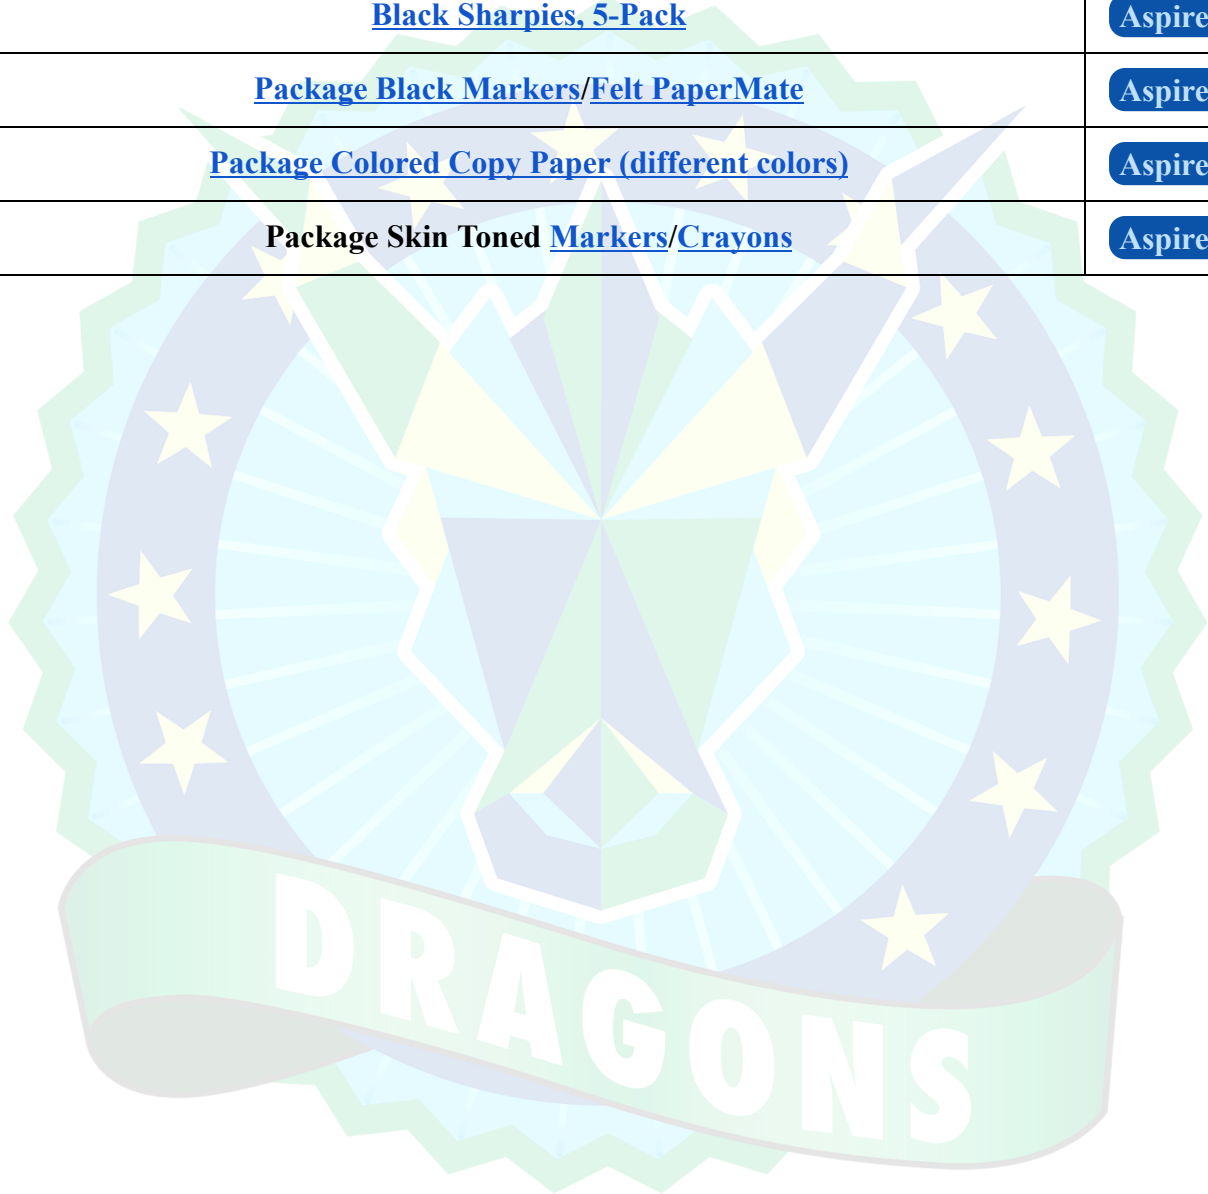 Black Sharpies, 5-Pack Aspire
Package Black Markers/Felt PaperMate Aspire
Package Colored Copy Paper (different colors) Aspire
Package Skin Toned Markers/Crayons Aspire
DRAGONS